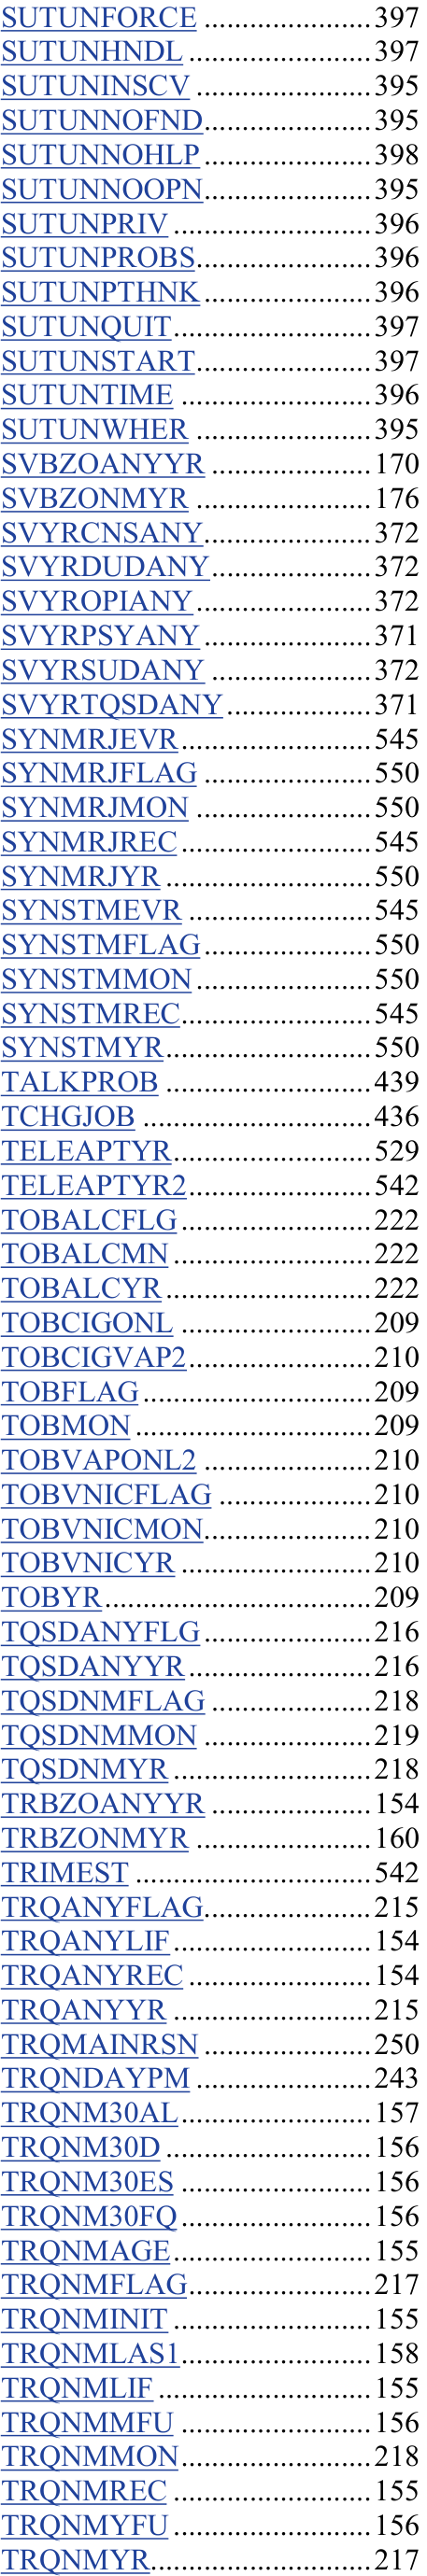 SUTUNFORCE ........................397
SUTUNHNDL ..........................397
SUTUNINSCV .........................395
SUTUNNOFND........................395
SUTUNNOHLP ........................398
SUTUNNOOPN........................395
SUTUNPRIV ............................396
SUTUNPROBS.........................396
SUTUNPTHNK........................396
SUTUNQUIT............................397
SUTUNSTART.........................397
SUTUNTIME ...........................396
SUTUNWHER .........................395
SVBZOANYYR .......................170
SVBZONMYR .........................176
SVYRCNSANY........................372
SVYRDUDANY.......................372
SVYROPIANY.........................372
SVYRPSYANY ........................371
SVYRSUDANY .......................372
SVYRTQSDANY.....................371
SYNMRJEVR...........................545
SYNMRJFLAG ........................550
SYNMRJMON .........................550
SYNMRJREC...........................545
SYNMRJYR .............................550
SYNSTMEVR ..........................545
SYNSTMFLAG........................550
SYNSTMMON.........................550
SYNSTMREC...........................545
SYNSTMYR.............................550
TALKPROB .............................439
TCHGJOB ................................436
TELEAPTYR............................529
TELEAPTYR2..........................542
TOBALCFLG...........................222
TOBALCMN ............................222
TOBALCYR.............................222
TOBCIGONL ...........................209
TOBCIGVAP2..........................210
TOBFLAG .................................209
TOBMON .................................209
TOBVAPONL2 ........................210
TOBVNICFLAG ......................210
TOBVNICMON........................210
TOBVNICYR ...........................210
TOBYR......................................209
TQSDANYFLG ........................216
TQSDANYYR..........................216
TQSDNMFLAG .......................218
TQSDNMMON ........................219
TQSDNMYR ............................218
TRBZOANYYR .......................154
TRBZONMYR .........................160
TRIMEST .................................542
TRQANYFLAG........................215
TRQANYLIF............................154
TRQANYREC ..........................154
TRQANYYR .............................215
TRQMAINRSN ........................250
TRQNDAYPM .........................243
TRQNM30AL...........................157
TRQNM30D ..............................156
TRQNM30ES ...........................156
TRQNM30FQ...........................156
TRQNMAGE.............................155
TRQNMFLAG..........................217
TRQNMINIT ............................155
TRQNMLAS1...........................158
TRQNMLIF ..............................155
TRQNMMFU ...........................156
TRQNMMON...........................218
TRQNMREC ............................155
TRQNMYFU ............................156
TRQNMYR...............................217